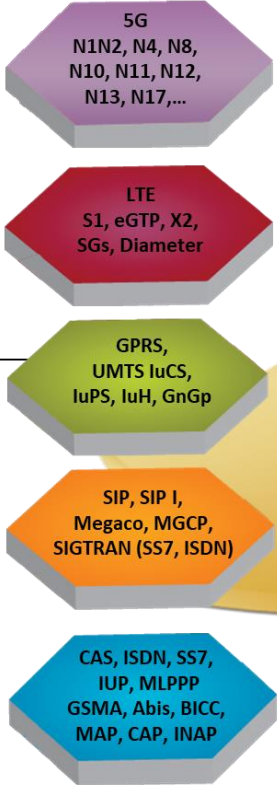 5G
N1N2, N4, N8,
N10, N11, N12,
N13, N17,...
LTE
S1, eGTP, X2,
SGs, Diameter
GPRS,
UMTS IuCS,
IuPS, IuH, GnGp
SIP, SIP I,
Megaco, MGCP,
SIGTRAN (SS7, ISDN)
CAS, ISDN, SS7,
IUP, MLPPP
GSMA, Abis, BICC,
MAP, CAP, INAP